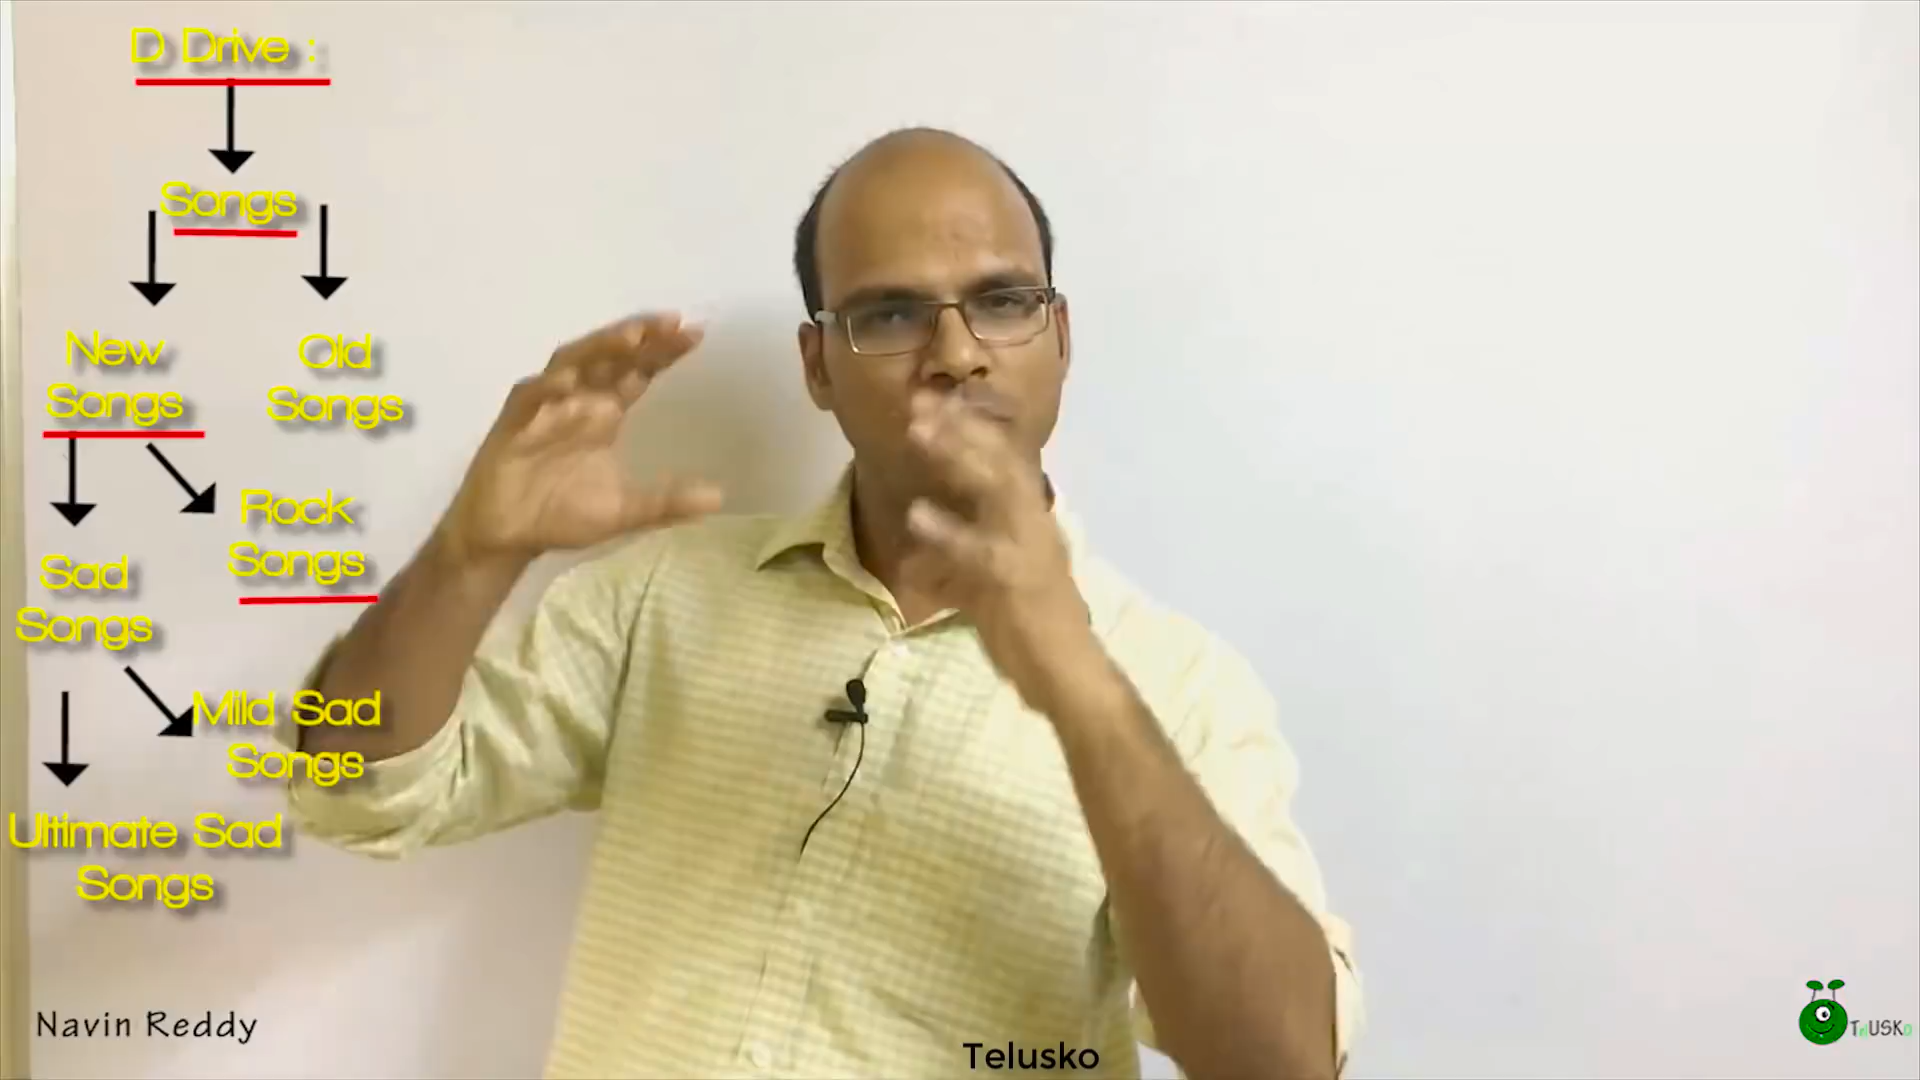 D Drive :
Songs
New
Songs
Old
Songs
Rock
Songs
Sad
Songs
Mild Sad
Songs
Ultimate Sad
Songs
Navin Reddy
Telusko
TelUSKo